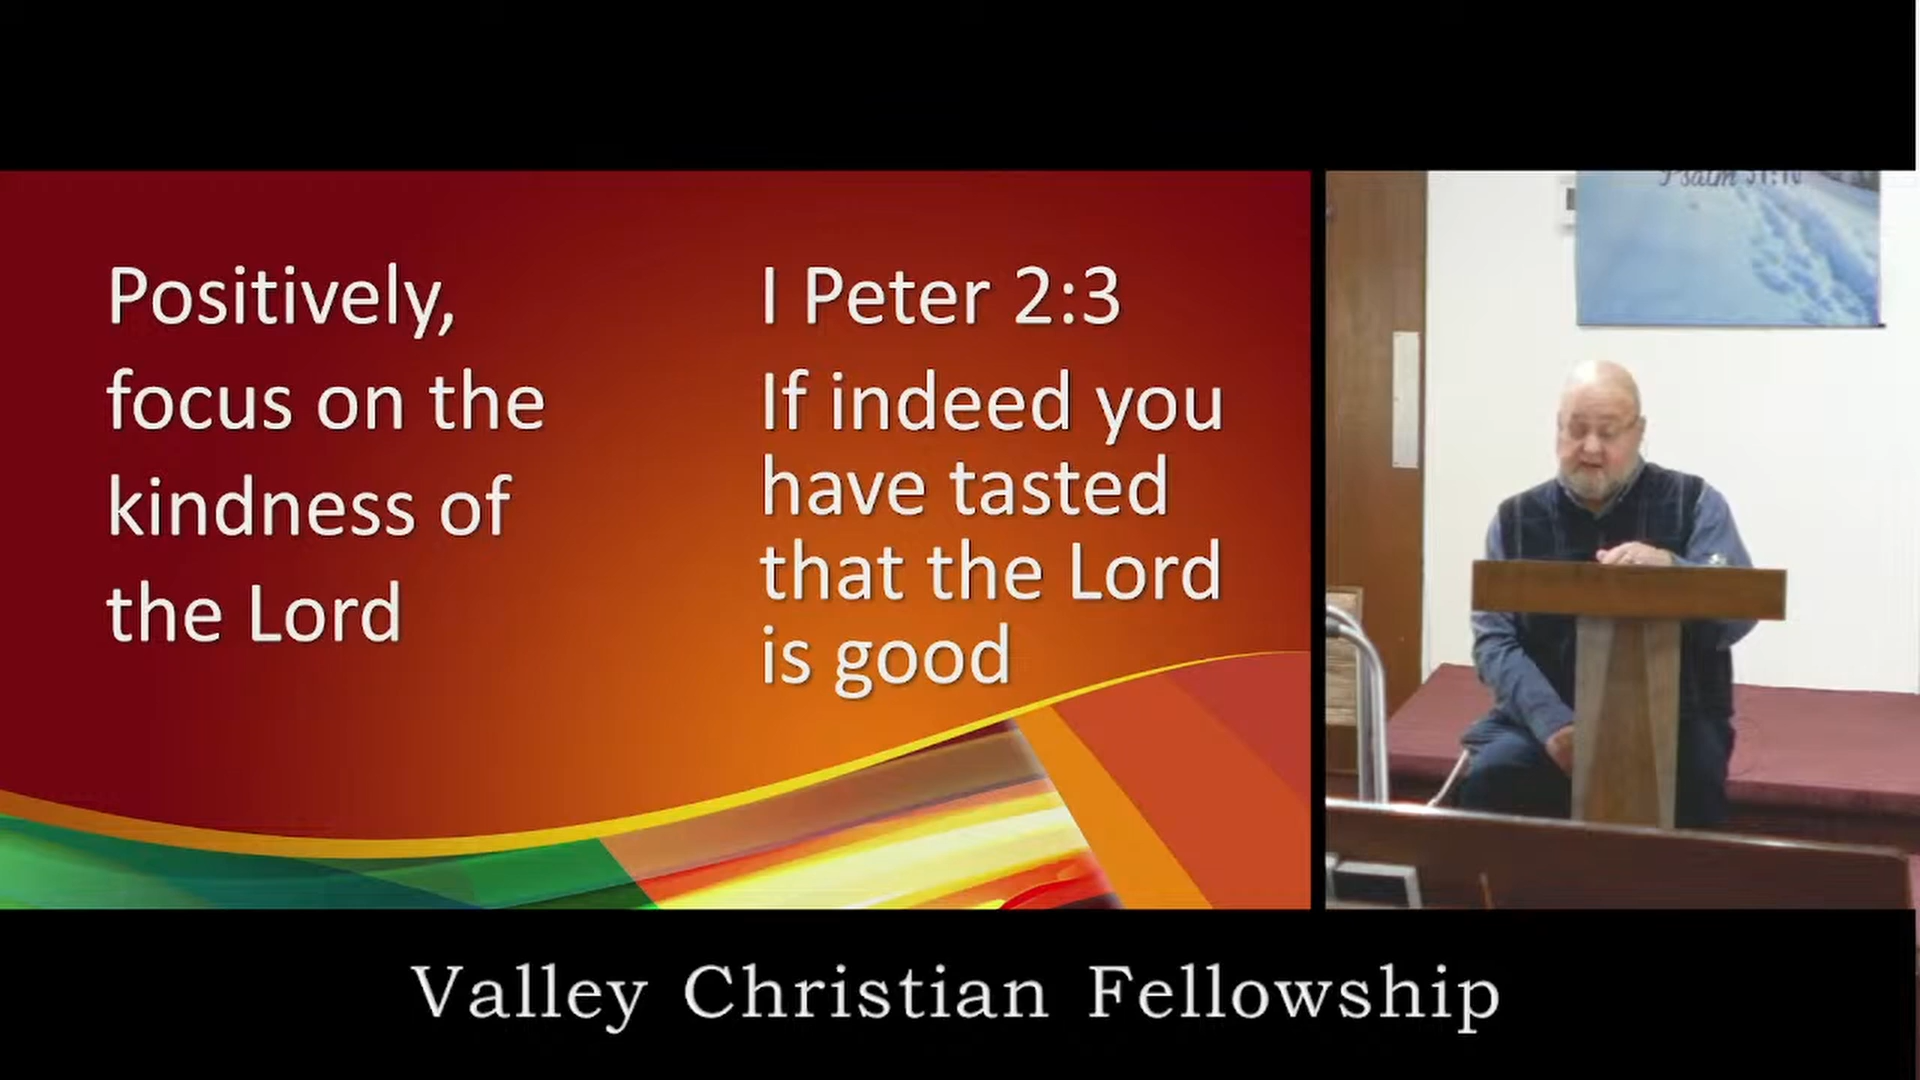 Positively,
focus on the
kindness of
the Lord
I Peter 2:3
If indeed you
have tasted
that the Lord
is good
Psalm
Valley Christian Fellowship